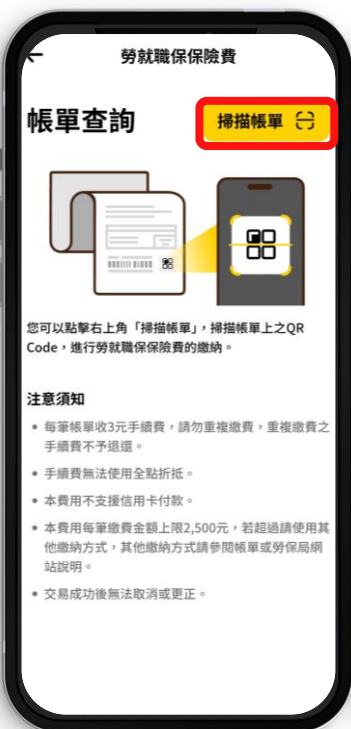 勞就職保保險費
帳單查詢
掃描帳單
您可以點擊右上角「掃描帳單」，掃描帳單上之QR
Code，進行勞就職保保險費的繳納。
注意須知
• 每筆帳單收3元手續費，請勿重複繳費，重複繳費之
手續費不予退還。
• 手續費無法使用全點折抵。
• 本費用不支援信用卡付款。
• 本費用每筆繳費金額上限2,500元，若超過請使用其
他繳納方式，其他繳納方式請參閱帳單或勞保局網
站說明。
• 交易成功後無法取消或更正。